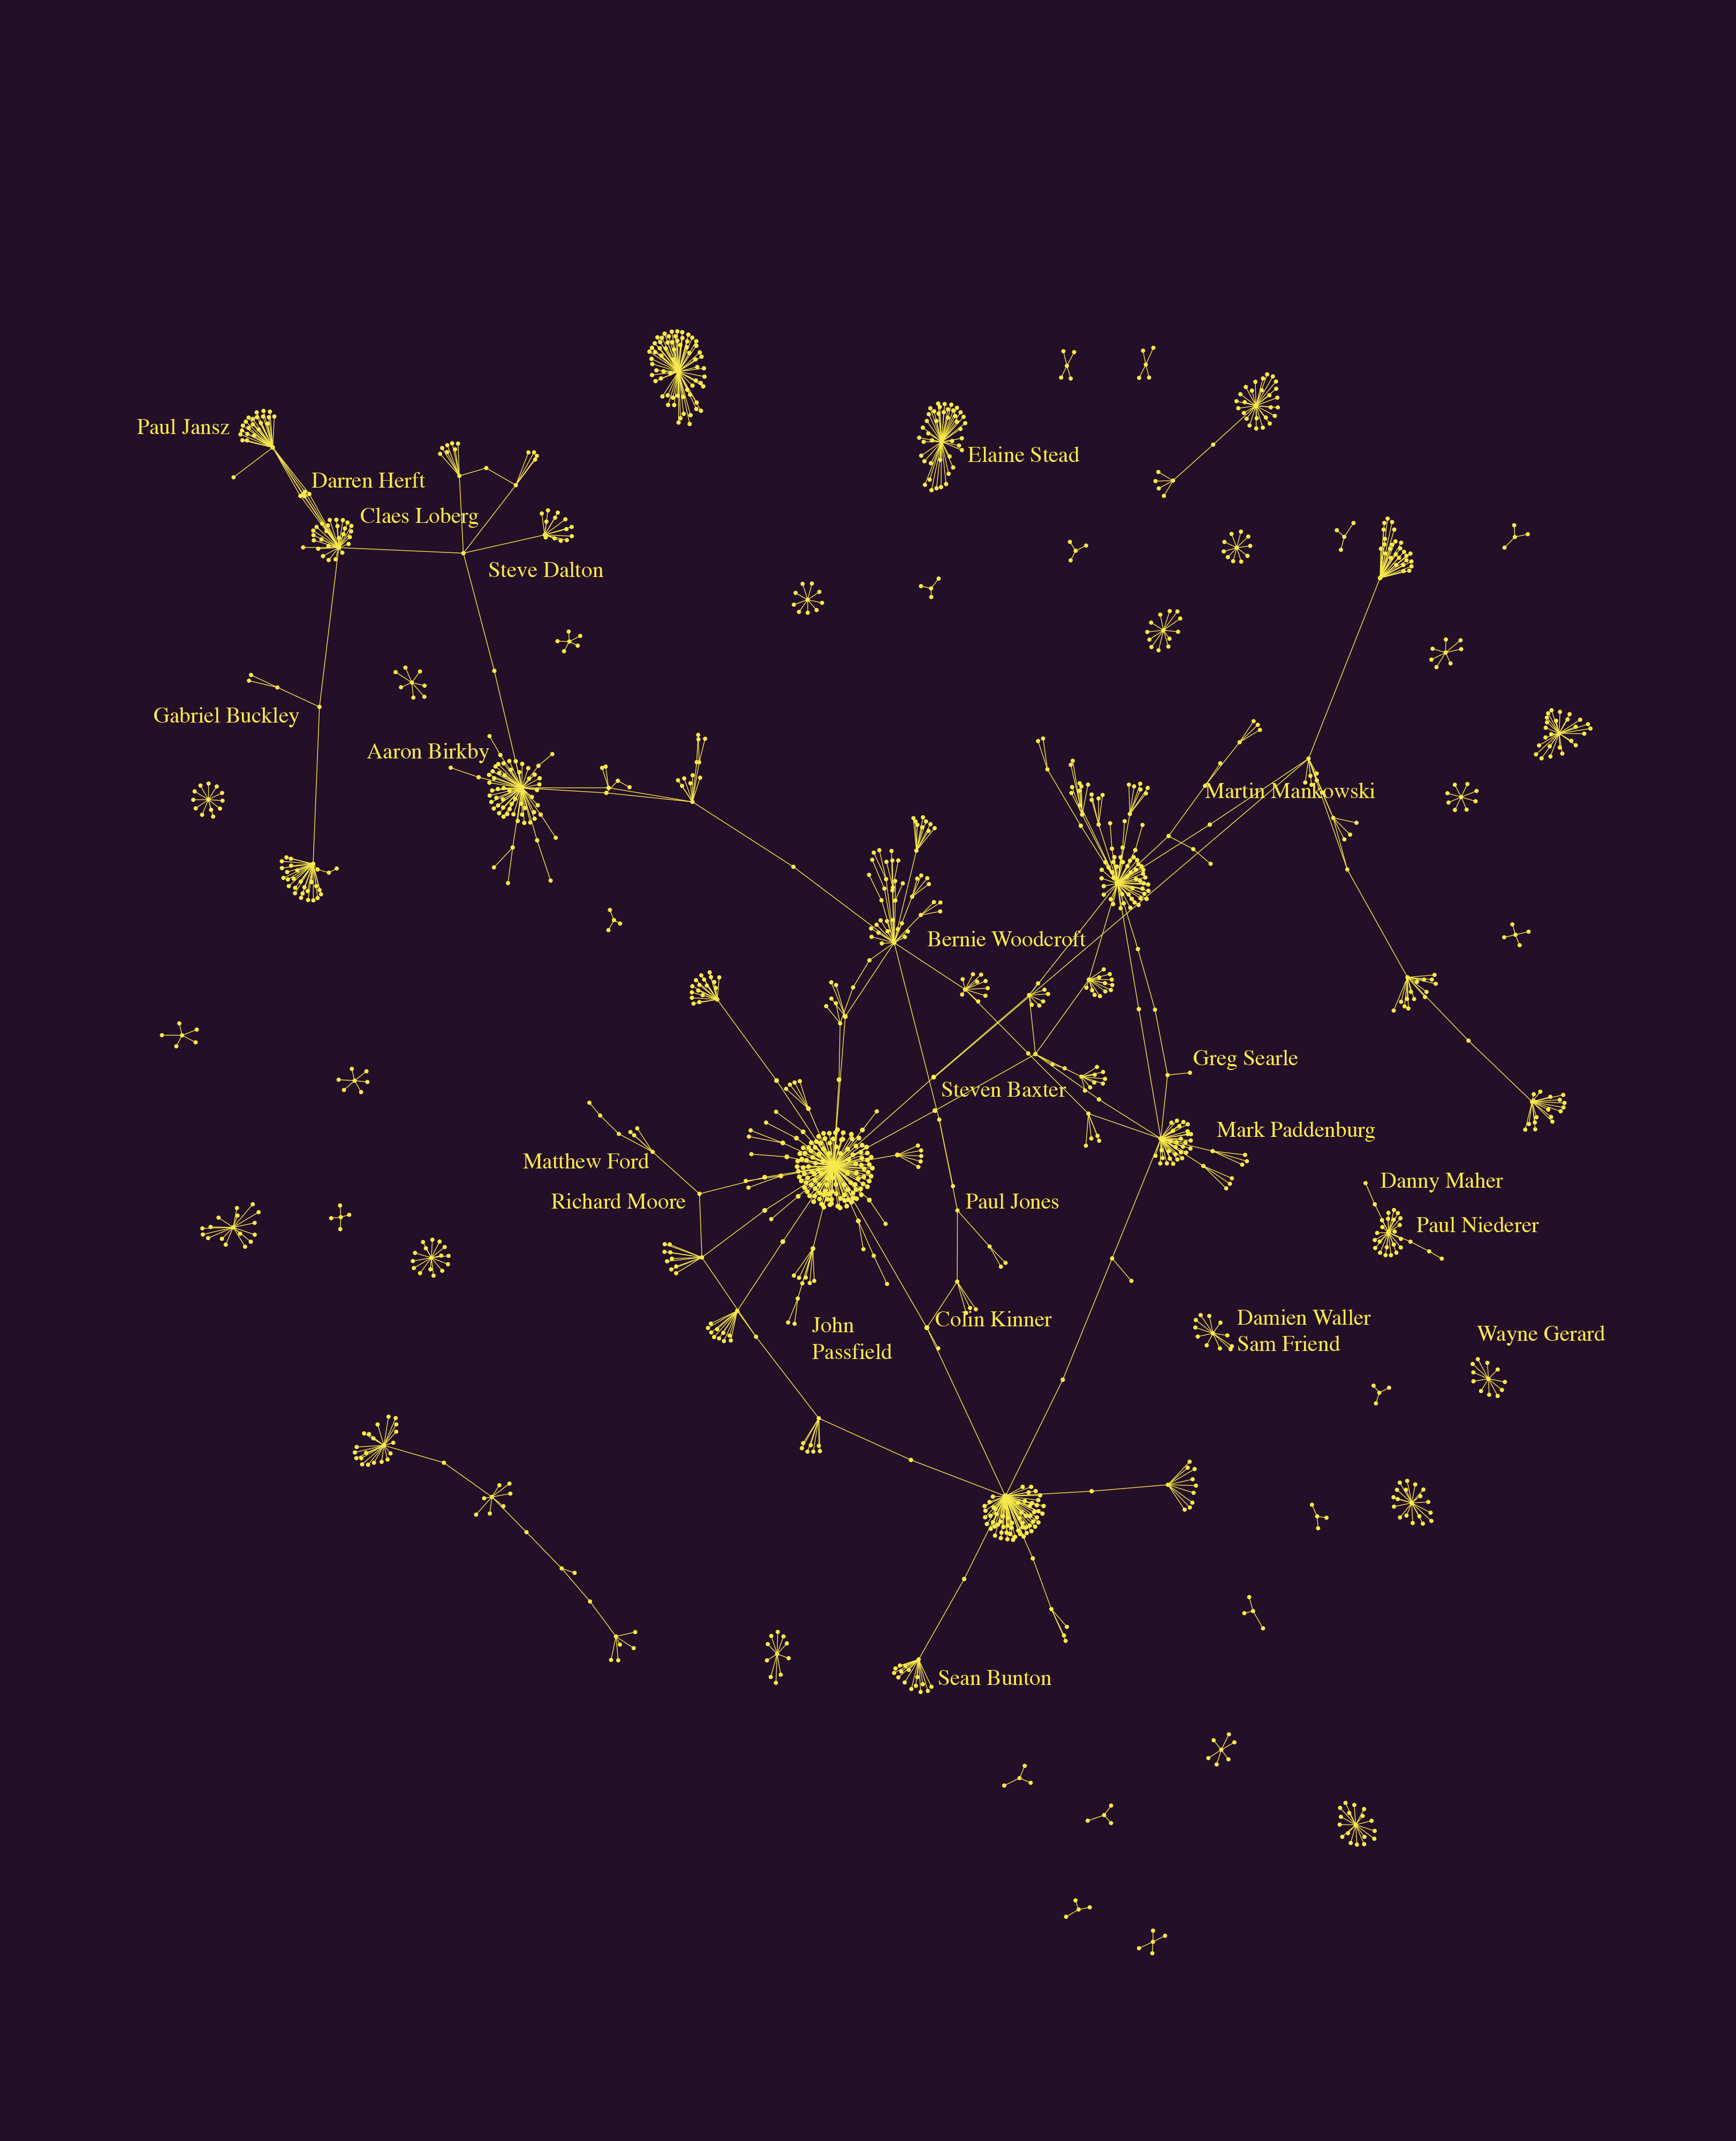 Paul Jansz
Elaine Stead
Darren Herft
Claes Loberg
Steve Dalton
Gabriel Buckley
Aaron Birkby
Martin Mankowski
Bernie Woodcroft
Greg Searle
Steven Baxter
Mark Paddenburg
Matthew Ford
Danny Maher
Richard Moore
Paul Jones
Paul Niederer
John
Passfield
Colin Kinner
Damien Waller
Sam Friend
Wayne Gerard
Sean Bunton